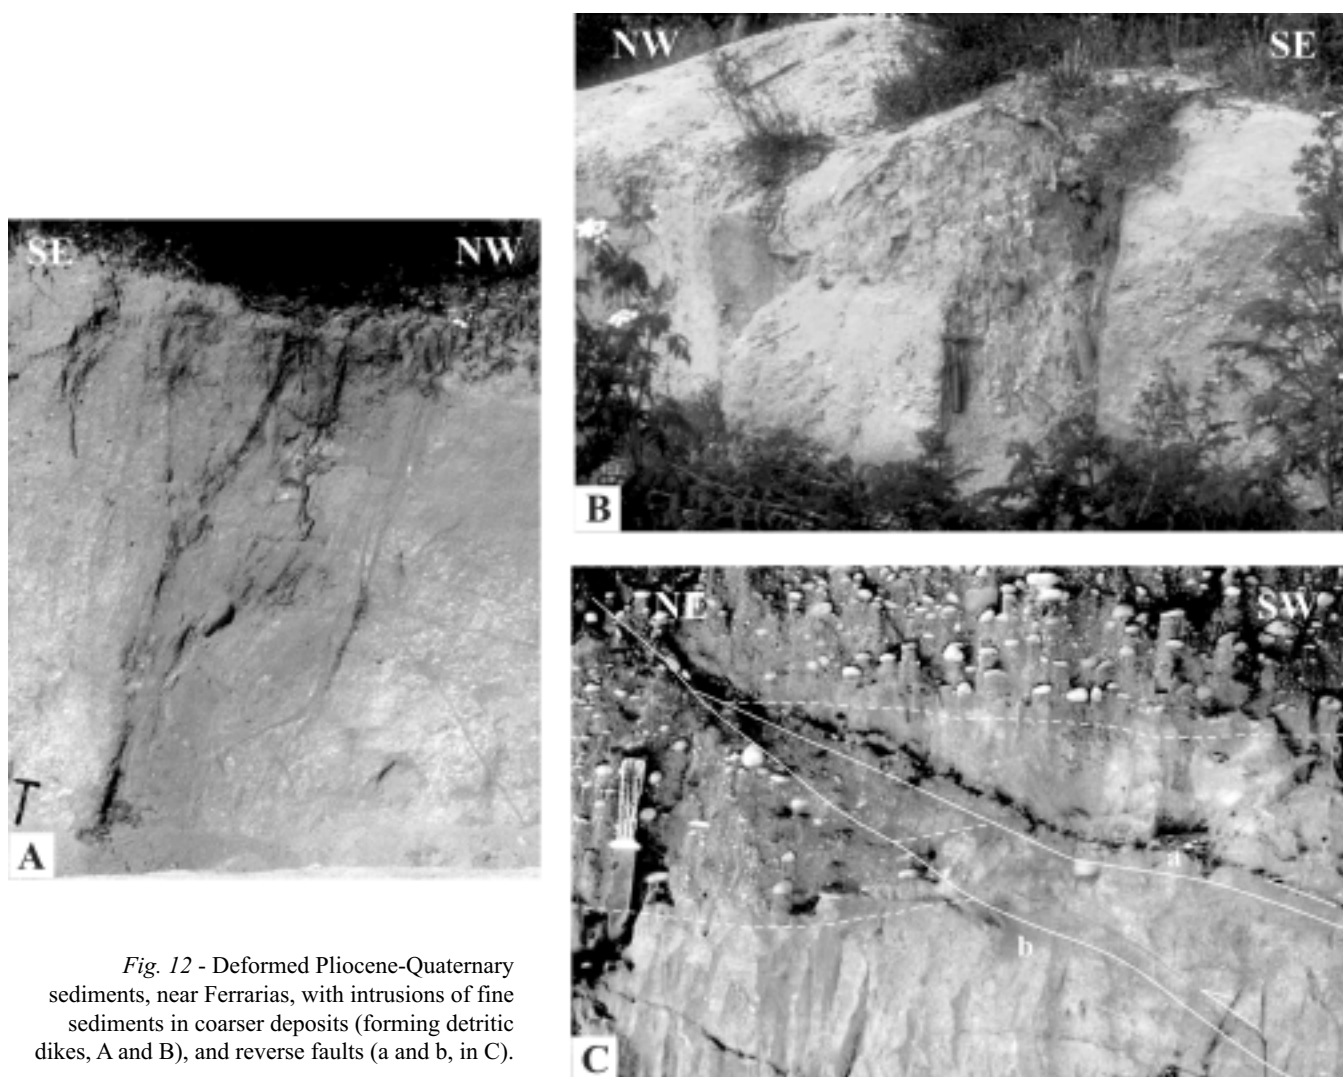 NW SE
B
SE NW
A
NE SW
a
b
C
Fig. 12 - Deformed Pliocene-Quaternary
sediments, near Ferrarias, with intrusions of fine
sediments in coarser deposits (forming detritic
dikes, A and B), and reverse faults (a and b, in C).